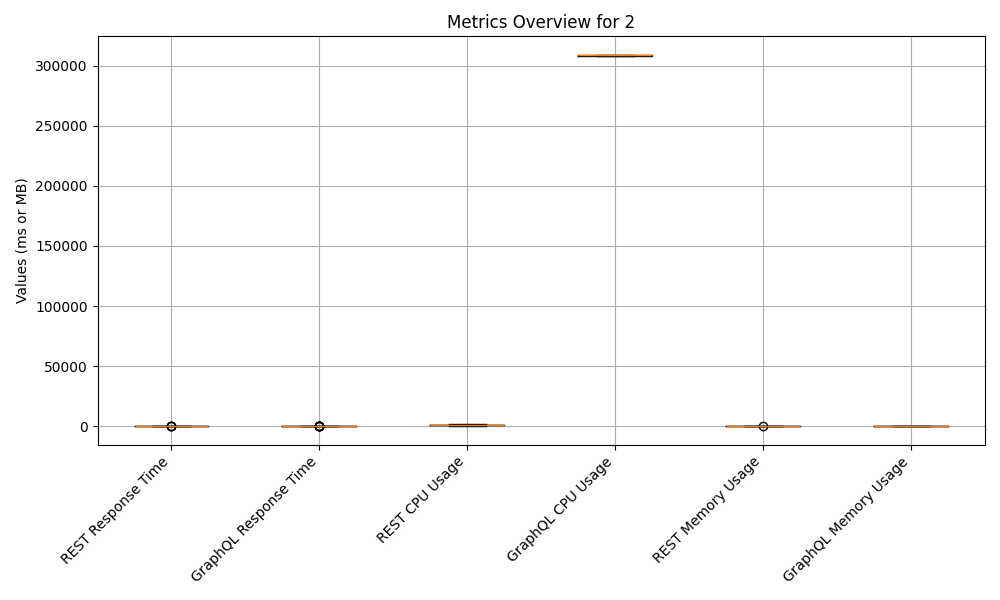 Metrics Overview for 2
Values (ms or MB)
300000
250000
200000
150000
100000
50000
0
REST Response Time
GraphQL Response Time
REST CPU Usage
GraphQL CPU Usage
REST Memory Usage
GraphQL Memory Usage